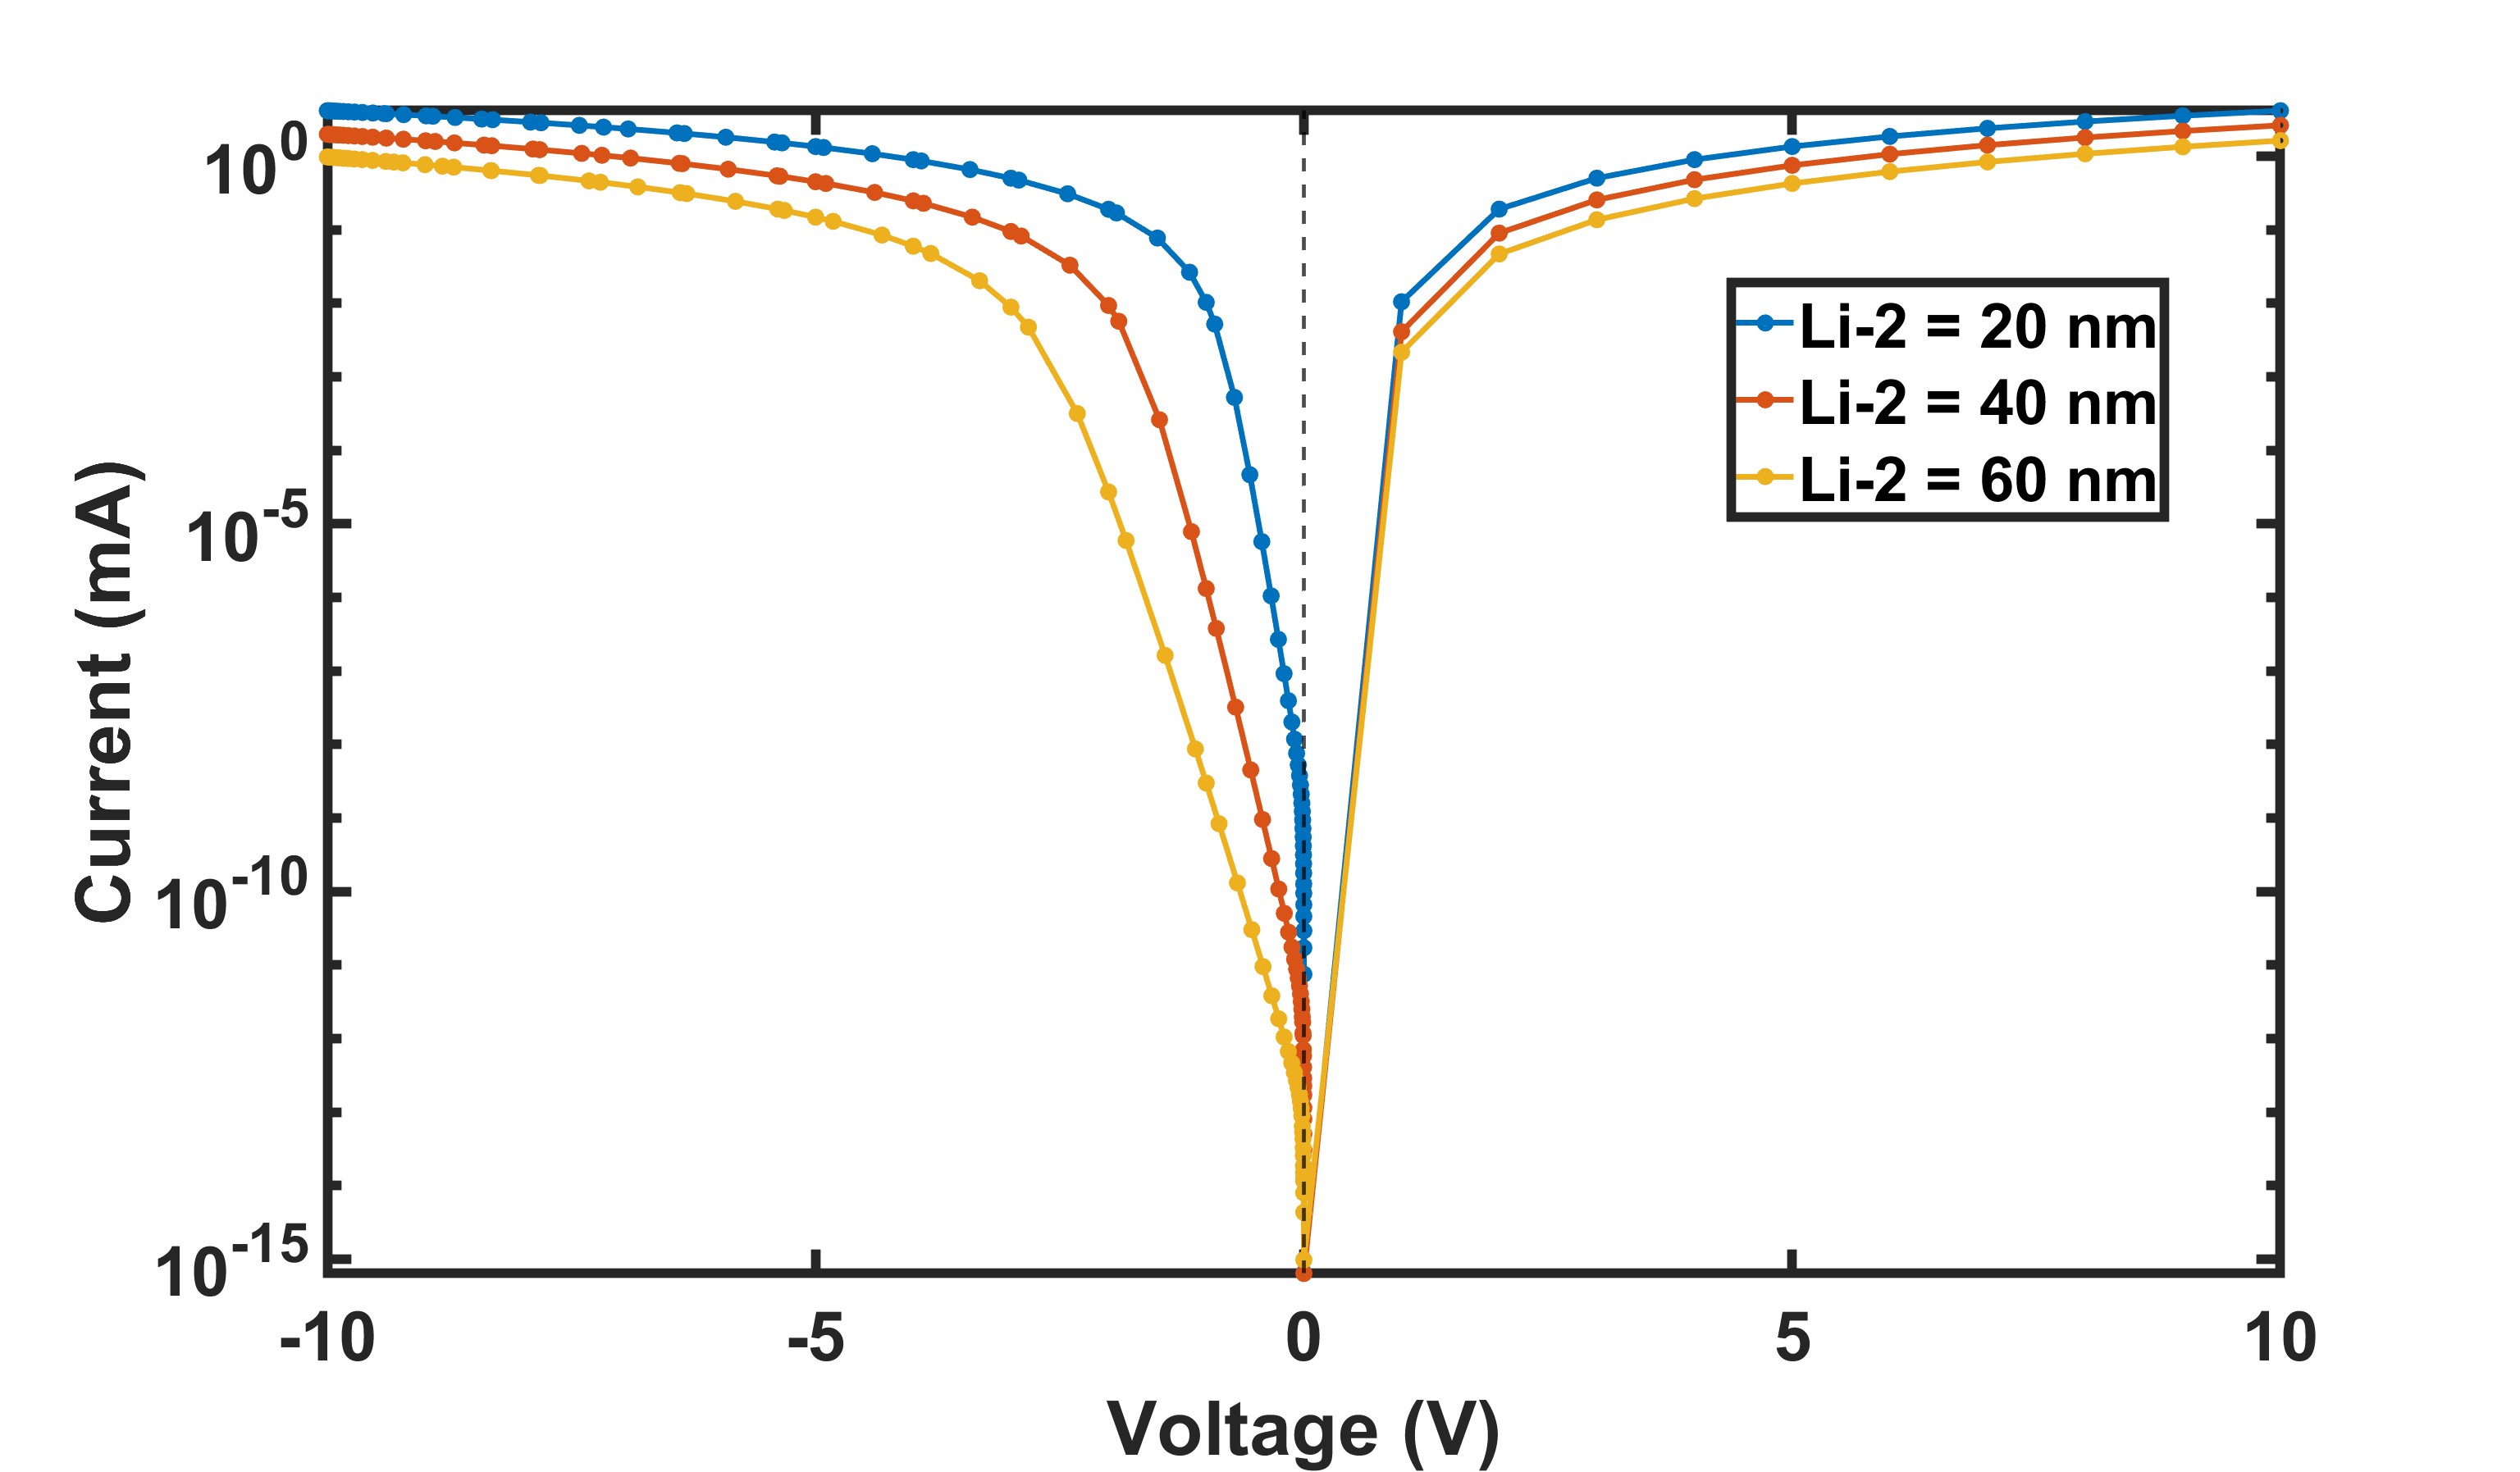 10^0
10^-5
10^-10
10^-15
Current (mA)
Li-2 = 20 nm
Li-2 = 40 nm
Li-2 = 60 nm
-10 -5 0 5 10
Voltage (V)